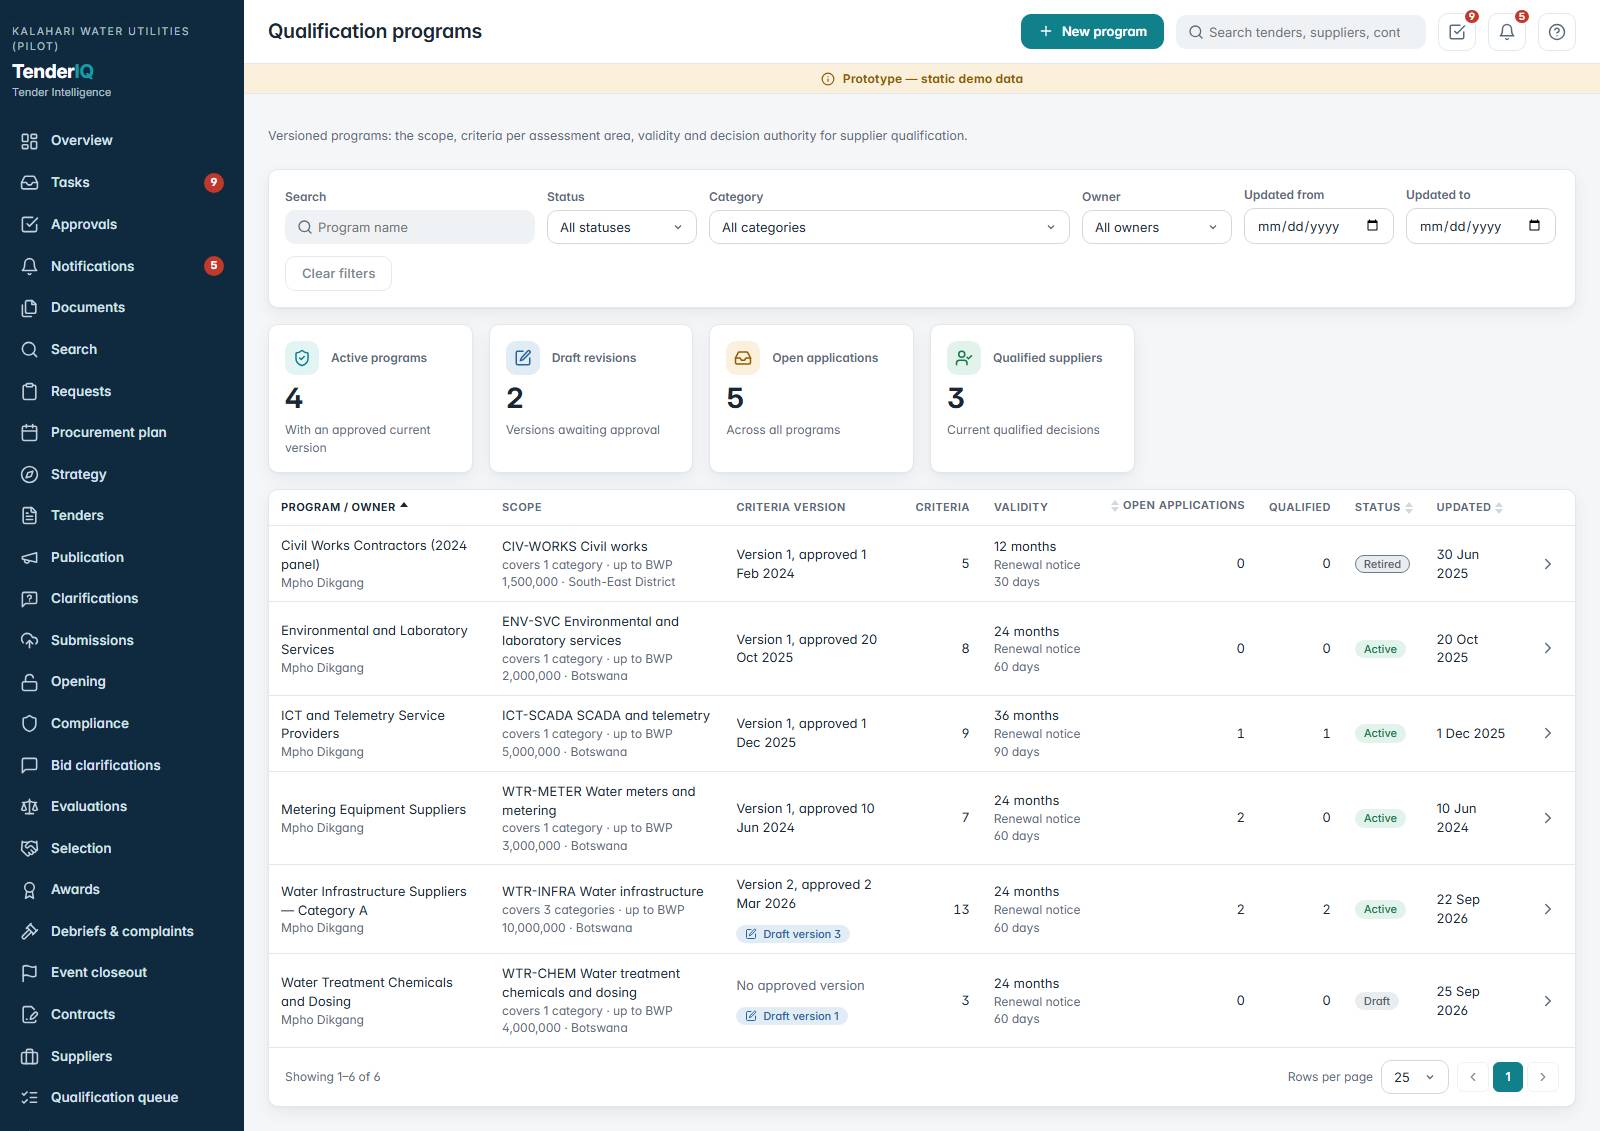 KALAHARI WATER UTILITIES
(PILOT)
TenderIQ
Tender Intelligence
Overview
Tasks 9
Approvals
Notifications 5
Documents
Search
Requests
Procurement plan
Strategy
Tenders
Publication
Clarifications
Submissions
Opening
Compliance
Bid clarifications
Evaluations
Selection
Awards
Debriefs & complaints
Event closeout
Contracts
Suppliers
Qualification queue
Qualification programs
New program
Search tenders, suppliers, cont
9
5
Prototype — static demo data
Versioned programs: the scope, criteria per assessment area, validity and decision authority for supplier qualification.
Search Status Category Owner Updated from Updated to
Program name All statuses All categories All owners mm/dd/yyyy mm/dd/yyyy
Clear filters
Active programs
4
With an approved current
version
Draft revisions
2
Versions awaiting approval
Open applications
5
Across all programs
Qualified suppliers
3
Current qualified decisions
PROGRAM / OWNER SCOPE CRITERIA VERSION CRITERIA VALIDITY OPEN APPLICATIONS QUALIFIED STATUS UPDATED
Civil Works Contractors (2024
panel)
Mpho Dikgang
CIV-WORKS Civil works
covers 1 category · up to BWP
1,500,000 · South-East District
Version 1, approved 1
Feb 2024
5
12 months
Renewal notice
30 days
0
0
Retired
30 Jun
2025
Environmental and Laboratory
Services
Mpho Dikgang
ENV-SVC Environmental and
laboratory services
covers 1 category · up to BWP
2,000,000 · Botswana
Version 1, approved 20
Oct 2025
8
24 months
Renewal notice
60 days
0
0
Active
20 Oct
2025
ICT and Telemetry Service
Providers
Mpho Dikgang
ICT-SCADA SCADA and telemetry
covers 1 category · up to BWP
5,000,000 · Botswana
Version 1, approved 1
Dec 2025
9
36 months
Renewal notice
90 days
1
1
Active
1 Dec 2025
Metering Equipment Suppliers
Mpho Dikgang
WTR-METER Water meters and
metering
covers 1 category · up to BWP
3,000,000 · Botswana
Version 1, approved 10
Jun 2024
7
24 months
Renewal notice
60 days
2
0
Active
10 Jun
2024
Water Infrastructure Suppliers
— Category A
Mpho Dikgang
WTR-INFRA Water infrastructure
covers 3 categories · up to BWP
10,000,000 · Botswana
Version 2, approved 2
Mar 2026
Draft version 3
13
24 months
Renewal notice
60 days
2
2
Active
22 Sep
2026
Water Treatment Chemicals
and Dosing
Mpho Dikgang
WTR-CHEM Water treatment
chemicals and dosing
covers 1 category · up to BWP
4,000,000 · Botswana
No approved version
Draft version 1
3
24 months
Renewal notice
60 days
0
0
Draft
25 Sep
2026
Showing 1–6 of 6
Rows per page 25 1